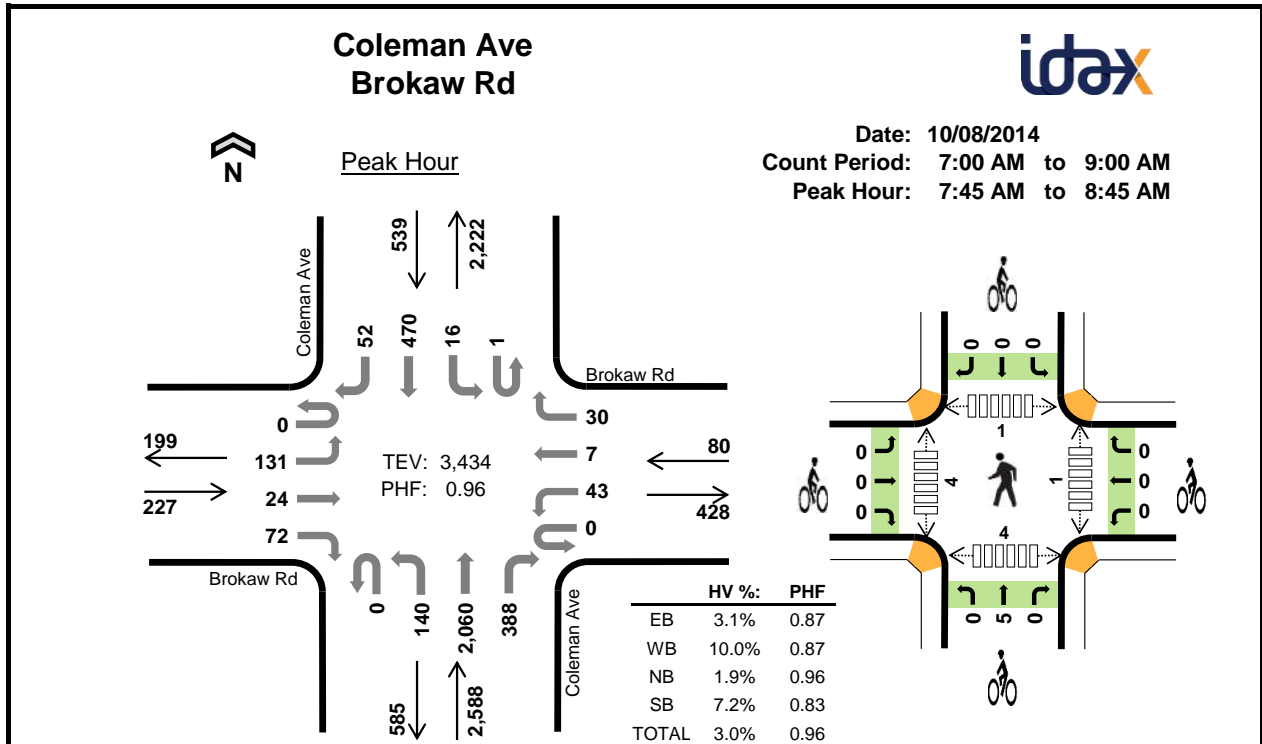 Coleman Ave
Brokaw Rd
idax
Date: 10/08/2014
Count Period: 7:00 AM to 9:00 AM
Peak Hour: 7:45 AM to 8:45 AM
N
Peak Hour
539
2,222
Coleman Ave
52
470
16
1
Brokaw Rd
0
131
24
72
199
227
TEV: 3,434
PHF: 0.96
30
7
43
0
80
428
Brokaw Rd
0
140
2,060
388
Coleman Ave
585
2,588
HV %: PHF
EB 3.1% 0.87
WB 10.0% 0.87
NB 1.9% 0.96
SB 7.2% 0.83
TOTAL 3.0% 0.96
0 0 0
1
0
0
0
4
1
0
0
0
4
0 5 0